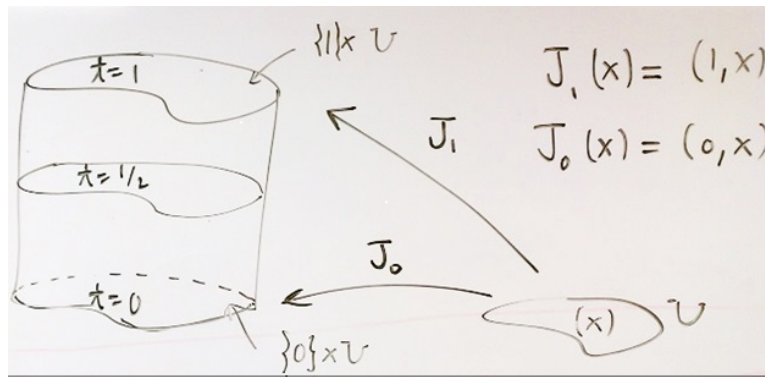 {1}×U
t=1
J₁(x) = (1,x)
J₁
J₀(x) = (0,x)
t=1/2
J₀
t=0
(x) U
{0}×U